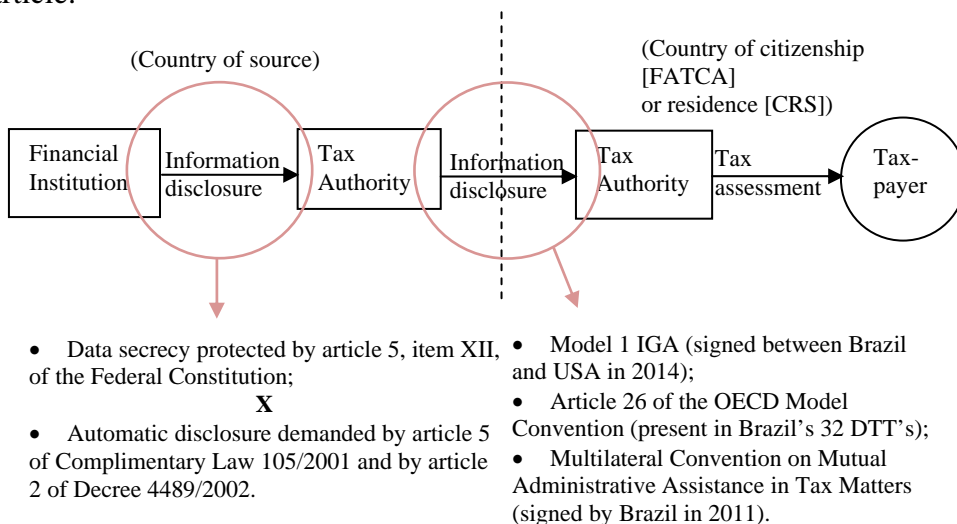 article.
(Country of source)
(Country of citizenship
[FATCA]
or residence [CRS])
Financial
Institution
Information
disclosure
Tax
Authority
Information
disclosure
Tax
Authority
Tax
assessment
Tax-
payer
• Data secrecy protected by article 5, item XII,
of the Federal Constitution;
X
• Automatic disclosure demanded by article 5
of Complimentary Law 105/2001 and by article
2 of Decree 4489/2002.
• Model 1 IGA (signed between Brazil
and USA in 2014);
• Article 26 of the OECD Model
Convention (present in Brazil’s 32 DTT’s);
• Multilateral Convention on Mutual
Administrative Assistance in Tax Matters
(signed by Brazil in 2011).